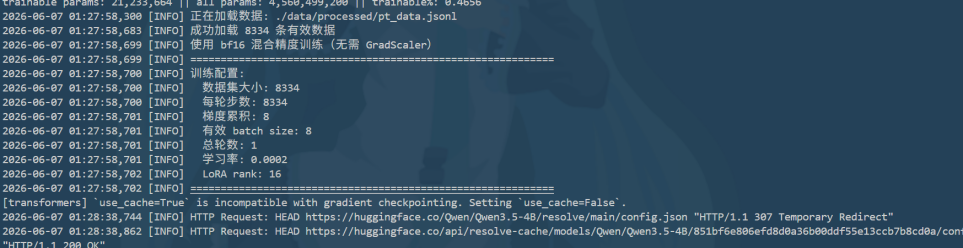 trainable params: 21,233,664 || all params: 4,560,499,200 || trainable%: 0.4656
2026-06-07 01:27:58,300 [INFO] 正在加载数据: ./data/processed/pt_data.jsonl
2026-06-07 01:27:58,683 [INFO] 成功加载 8334 条有效数据
2026-06-07 01:27:58,699 [INFO] 使用 bf16 混合精度训练（无需 GradScaler）
2026-06-07 01:27:58,699 [INFO] ============================================================
2026-06-07 01:27:58,700 [INFO] 训练配置:
2026-06-07 01:27:58,700 [INFO]   数据集大小: 8334
2026-06-07 01:27:58,700 [INFO]   每轮步数: 8334
2026-06-07 01:27:58,701 [INFO]   梯度累积: 8
2026-06-07 01:27:58,701 [INFO]   有效 batch size: 8
2026-06-07 01:27:58,701 [INFO]   总轮数: 1
2026-06-07 01:27:58,701 [INFO]   学习率: 0.0002
2026-06-07 01:27:58,702 [INFO]   LoRA rank: 16
2026-06-07 01:27:58,702 [INFO] ============================================================
[transformers] `use_cache=True` is incompatible with gradient checkpointing. Setting `use_cache=False`.
2026-06-07 01:28:38,744 [INFO] HTTP Request: HEAD https://huggingface.co/Qwen/Qwen3.5-4B/resolve/main/config.json "HTTP/1.1 307 Temporary Redirect"
2026-06-07 01:28:38,862 [INFO] HTTP Request: HEAD https://huggingface.co/api/resolve-cache/models/Qwen/Qwen3.5-4B/851bf6e806efd8d0a36b00ddf55e13ccb7b8cd0a/conf
"HTTP/1.1 200 OK"